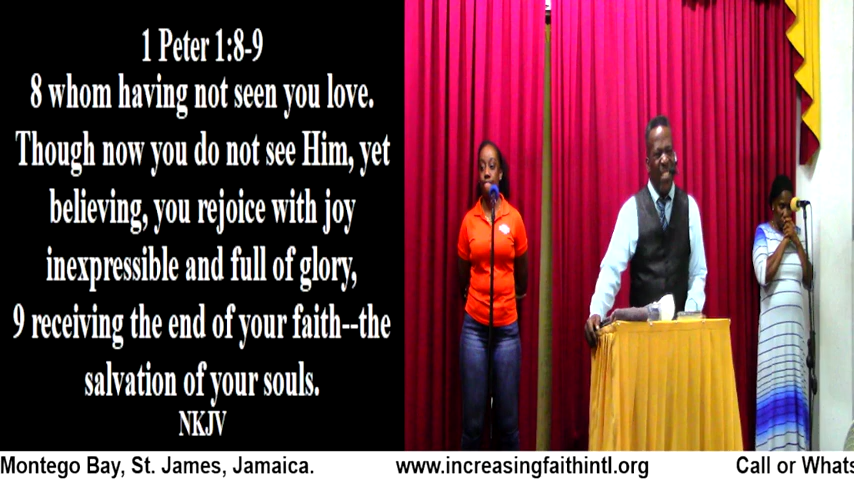 1 Peter 1:8-9
8 whom having not seen you love.
Though now you do not see Him, yet
believing, you rejoice with joy
inexpressible and full of glory,
9 receiving the end of your faith--the
salvation of your souls.
NKJV
Montego Bay, St. James, Jamaica. www.increasingfaithintl.org Call or Whats